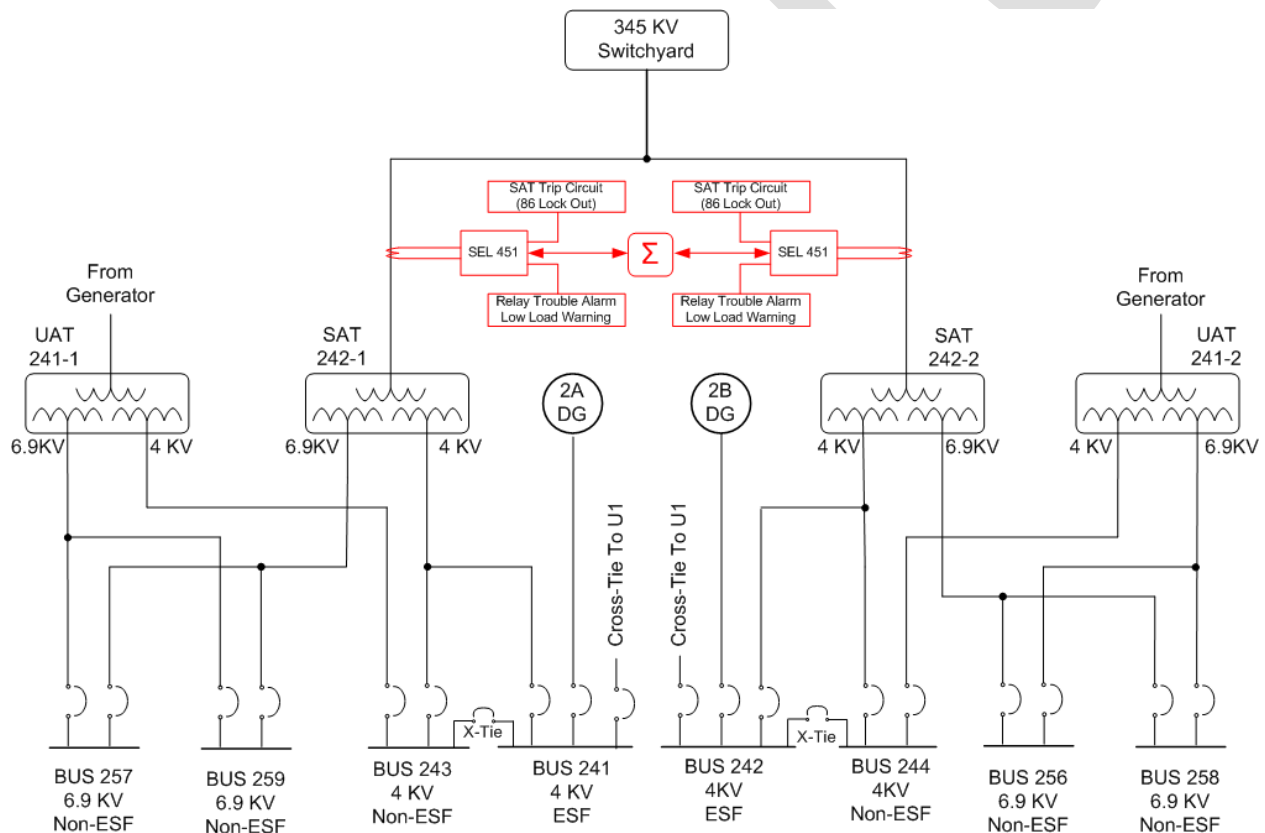 345 KV
Switchyard
SAT Trip Circuit
(86 Lock Out)
SAT Trip Circuit
(86 Lock Out)
SEL 451
Σ
SEL 451
Relay Trouble Alarm
Low Load Warning
Relay Trouble Alarm
Low Load Warning
From
Generator
From
Generator
UAT
241-1
SAT
242-1
SAT
242-2
UAT
241-2
2A
DG
2B
DG
6.9KV
4 KV
6.9KV
4 KV
4 KV
6.9KV
4 KV
6.9KV
Cross-Tie To U1
Cross-Tie To U1
X-Tie
X-Tie
BUS 257
6.9 KV
Non-ESF
BUS 259
6.9 KV
Non-ESF
BUS 243
4 KV
Non-ESF
BUS 241
4 KV
ESF
BUS 242
4KV
ESF
BUS 244
4KV
Non-ESF
BUS 256
6.9 KV
Non-ESF
BUS 258
6.9 KV
Non-ESF